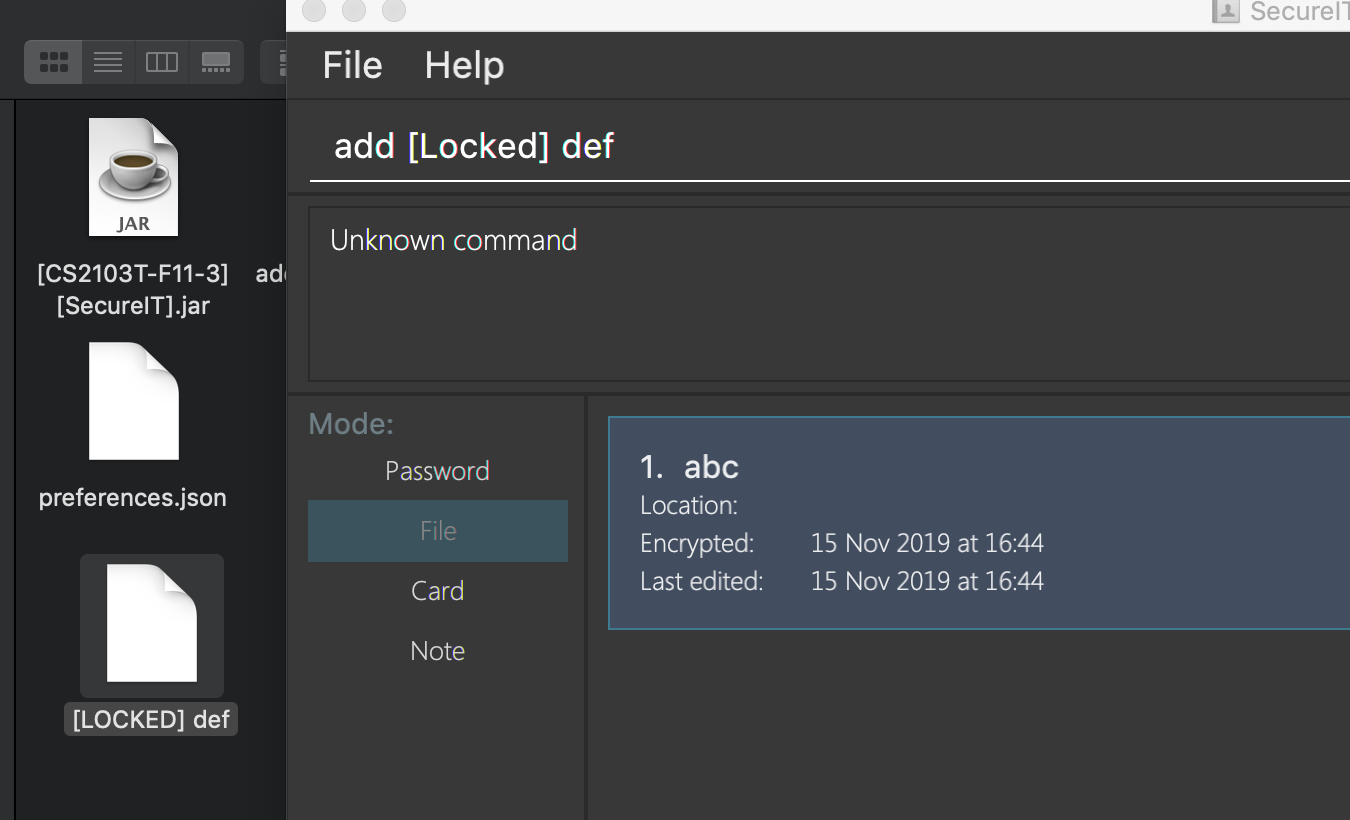 SecureIT
File Help
add [Locked] def
Unknown command
JAR
[CS2103T-F11-3]
[SecureIT].jar
preferences.json
[LOCKED] def
Mode:
Password
File
Card
Note
1. abc
Location:
Encrypted: 15 Nov 2019 at 16:44
Last edited: 15 Nov 2019 at 16:44